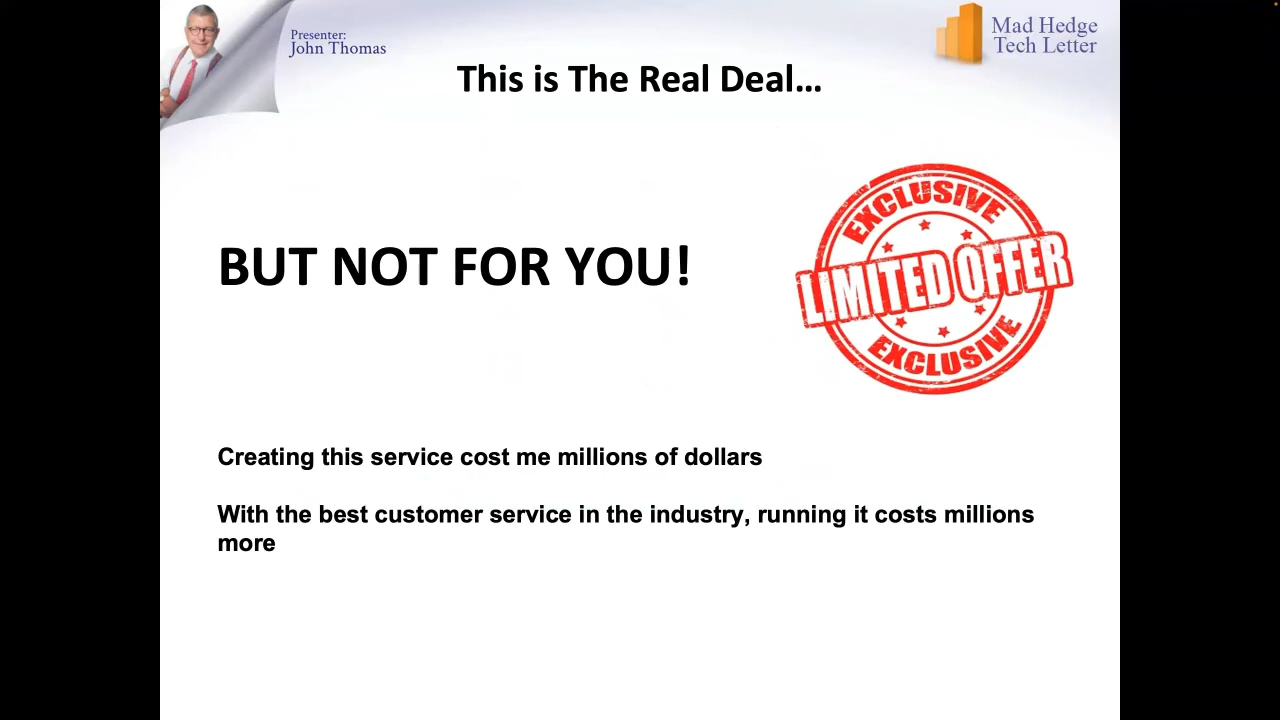 Presenter:
John Thomas
Mad Hedge
Tech Letter
This is The Real Deal...
BUT NOT FOR YOU!
EXCLUSIVE
LIMITED OFFER
EXCLUSIVE
Creating this service cost me millions of dollars
With the best customer service in the industry, running it costs millions
more